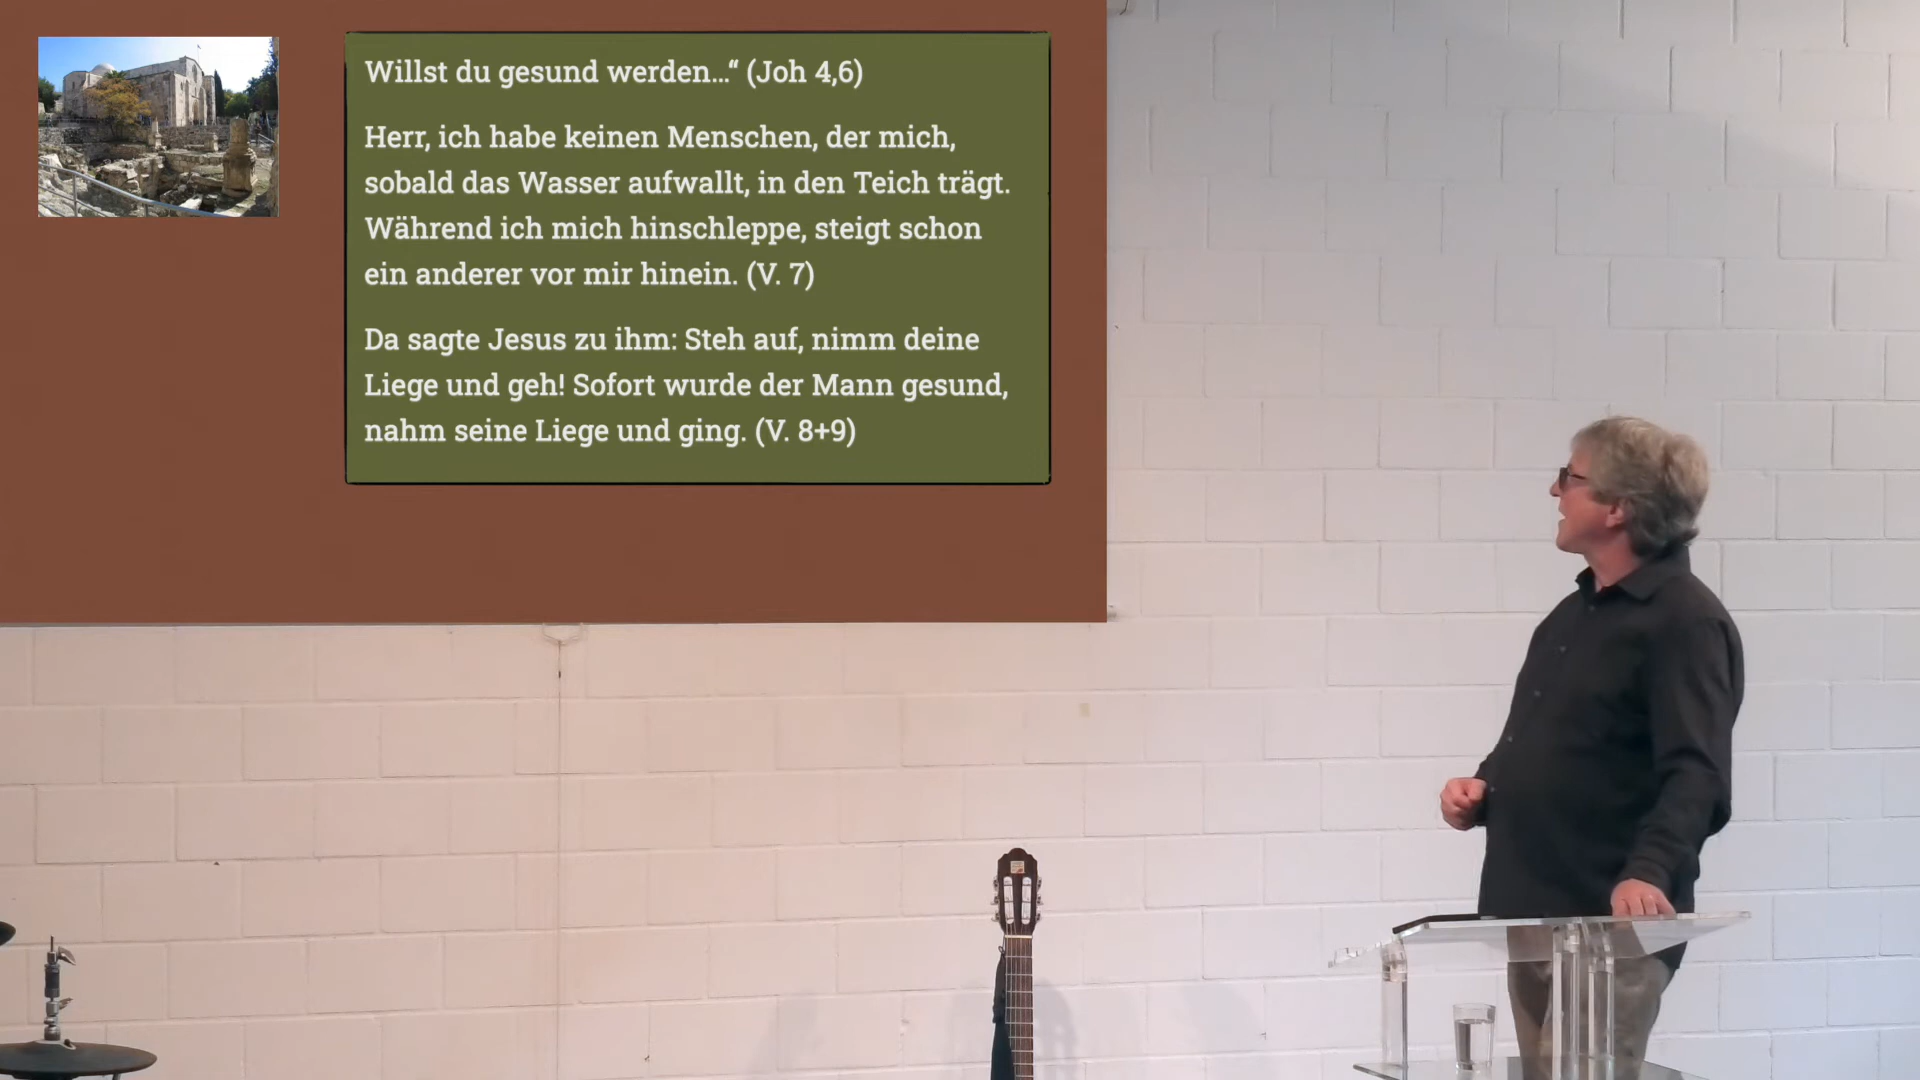 Willst du gesund werden…“ (Joh 4,6)
Herr, ich habe keinen Menschen, der mich,
sobald das Wasser aufwallt, in den Teich trägt.
Während ich mich hinschleppe, steigt schon
ein anderer vor mir hinein. (V. 7)
Da sagte Jesus zu ihm: Steh auf, nimm deine
Liege und geh! Sofort wurde der Mann gesund,
nahm seine Liege und ging. (V. 8+9)